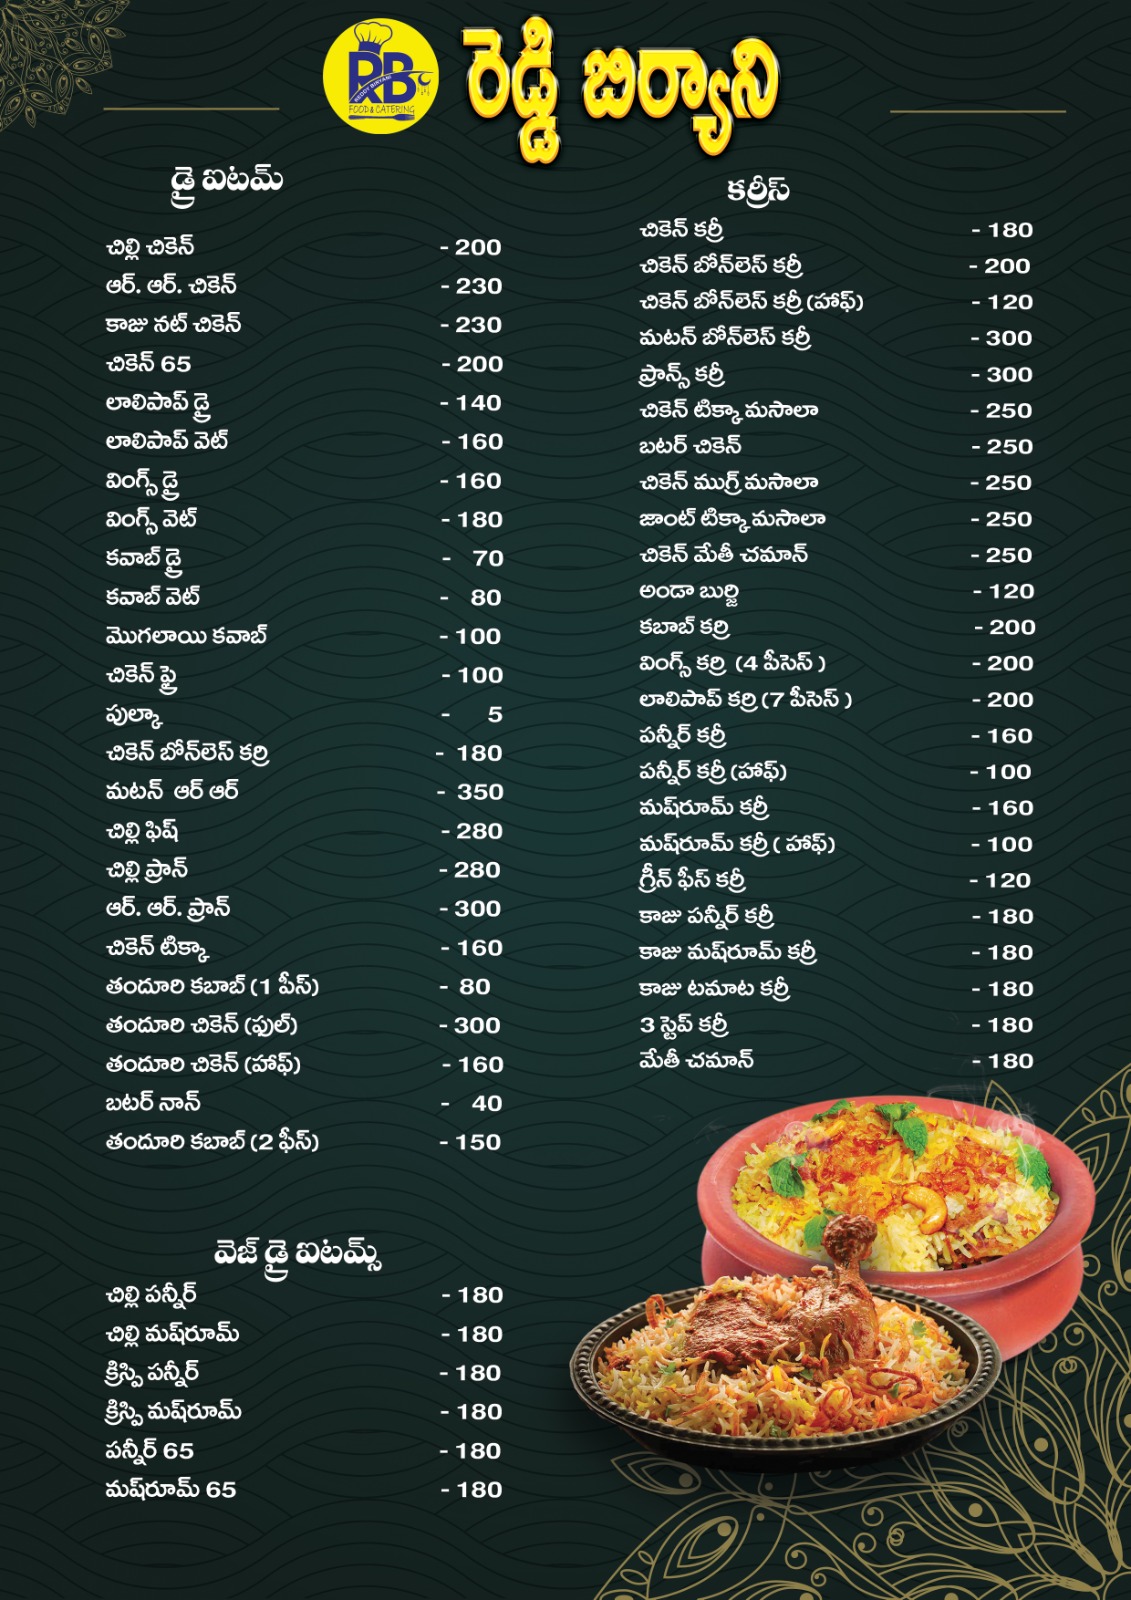 RB
REDDY BIRYANI
FOOD & CATERING
రెడ్డి బిర్యాని
డ్రై ఐటమ్
చిల్లి చికెన్ - 200
ఆర్. ఆర్. చికెన్ - 230
కాజు నట్ చికెన్ - 230
చికెన్ 65 - 200
లాలిపాప్ డ్రై - 140
లాలిపాప్ వెట్ - 160
వింగ్స్ డ్రై - 160
వింగ్స్ వెట్ - 180
కవాబ్ డ్రై - 70
కవాబ్ వెట్ - 80
మొగలాయి కవాబ్ - 100
చికెన్ ఫ్రై - 100
పుల్కా - 5
చికెన్ బోన్‌లెస్ కర్రి - 180
మటన్ ఆర్ ఆర్ - 350
చిల్లి ఫిష్ - 280
చిల్లి ప్రాన్ - 280
ఆర్. ఆర్. ప్రాన్ - 300
చికెన్ టిక్కా - 160
తందూరి కబాబ్ (1 పీస్) - 80
తందూరి చికెన్ (ఫుల్) - 300
తందూరి చికెన్ (హాఫ్) - 160
బటర్ నాన్ - 40
తందూరి కబాబ్ (2 ఫీస్) - 150
వెజ్ డ్రై ఐటమ్స్
చిల్లి పన్నీర్ - 180
చిల్లి మష్‌రూమ్ - 180
క్రిస్పి పన్నీర్ - 180
క్రిస్పి మష్‌రూమ్ - 180
పన్నీర్ 65 - 180
మష్‌రూమ్ 65 - 180
కర్రీస్
చికెన్ కర్రీ - 180
చికెన్ బోన్‌లెస్ కర్రీ - 200
చికెన్ బోన్‌లెస్ కర్రీ (హాఫ్) - 120
మటన్ బోన్‌లెస్ కర్రీ - 300
ప్రాన్స్ కర్రీ - 300
చికెన్ టిక్కా మసాలా - 250
బటర్ చికెన్ - 250
చికెన్ ముగ్ర్ మసాలా - 250
జాంట్ టిక్కా మసాలా - 250
చికెన్ మేతీ చమాన్ - 250
అండా బుర్జి - 120
కబాబ్ కర్రి - 200
వింగ్స్ కర్రి (4 పీసెస్ ) - 200
లాలిపాప్ కర్రి (7 పీసెస్ ) - 200
పన్నీర్ కర్రీ - 160
పన్నీర్ కర్రీ (హాఫ్) - 100
మష్‌రూమ్ కర్రీ - 160
మష్‌రూమ్ కర్రీ ( హాఫ్) - 100
గ్రీన్ ఫీస్ కర్రీ - 120
కాజు పన్నీర్ కర్రీ - 180
కాజు మష్‌రూమ్ కర్రీ - 180
కాజు టమాట కర్రీ - 180
3 స్టెప్ కర్రీ - 180
మేతీ చమాన్ - 180